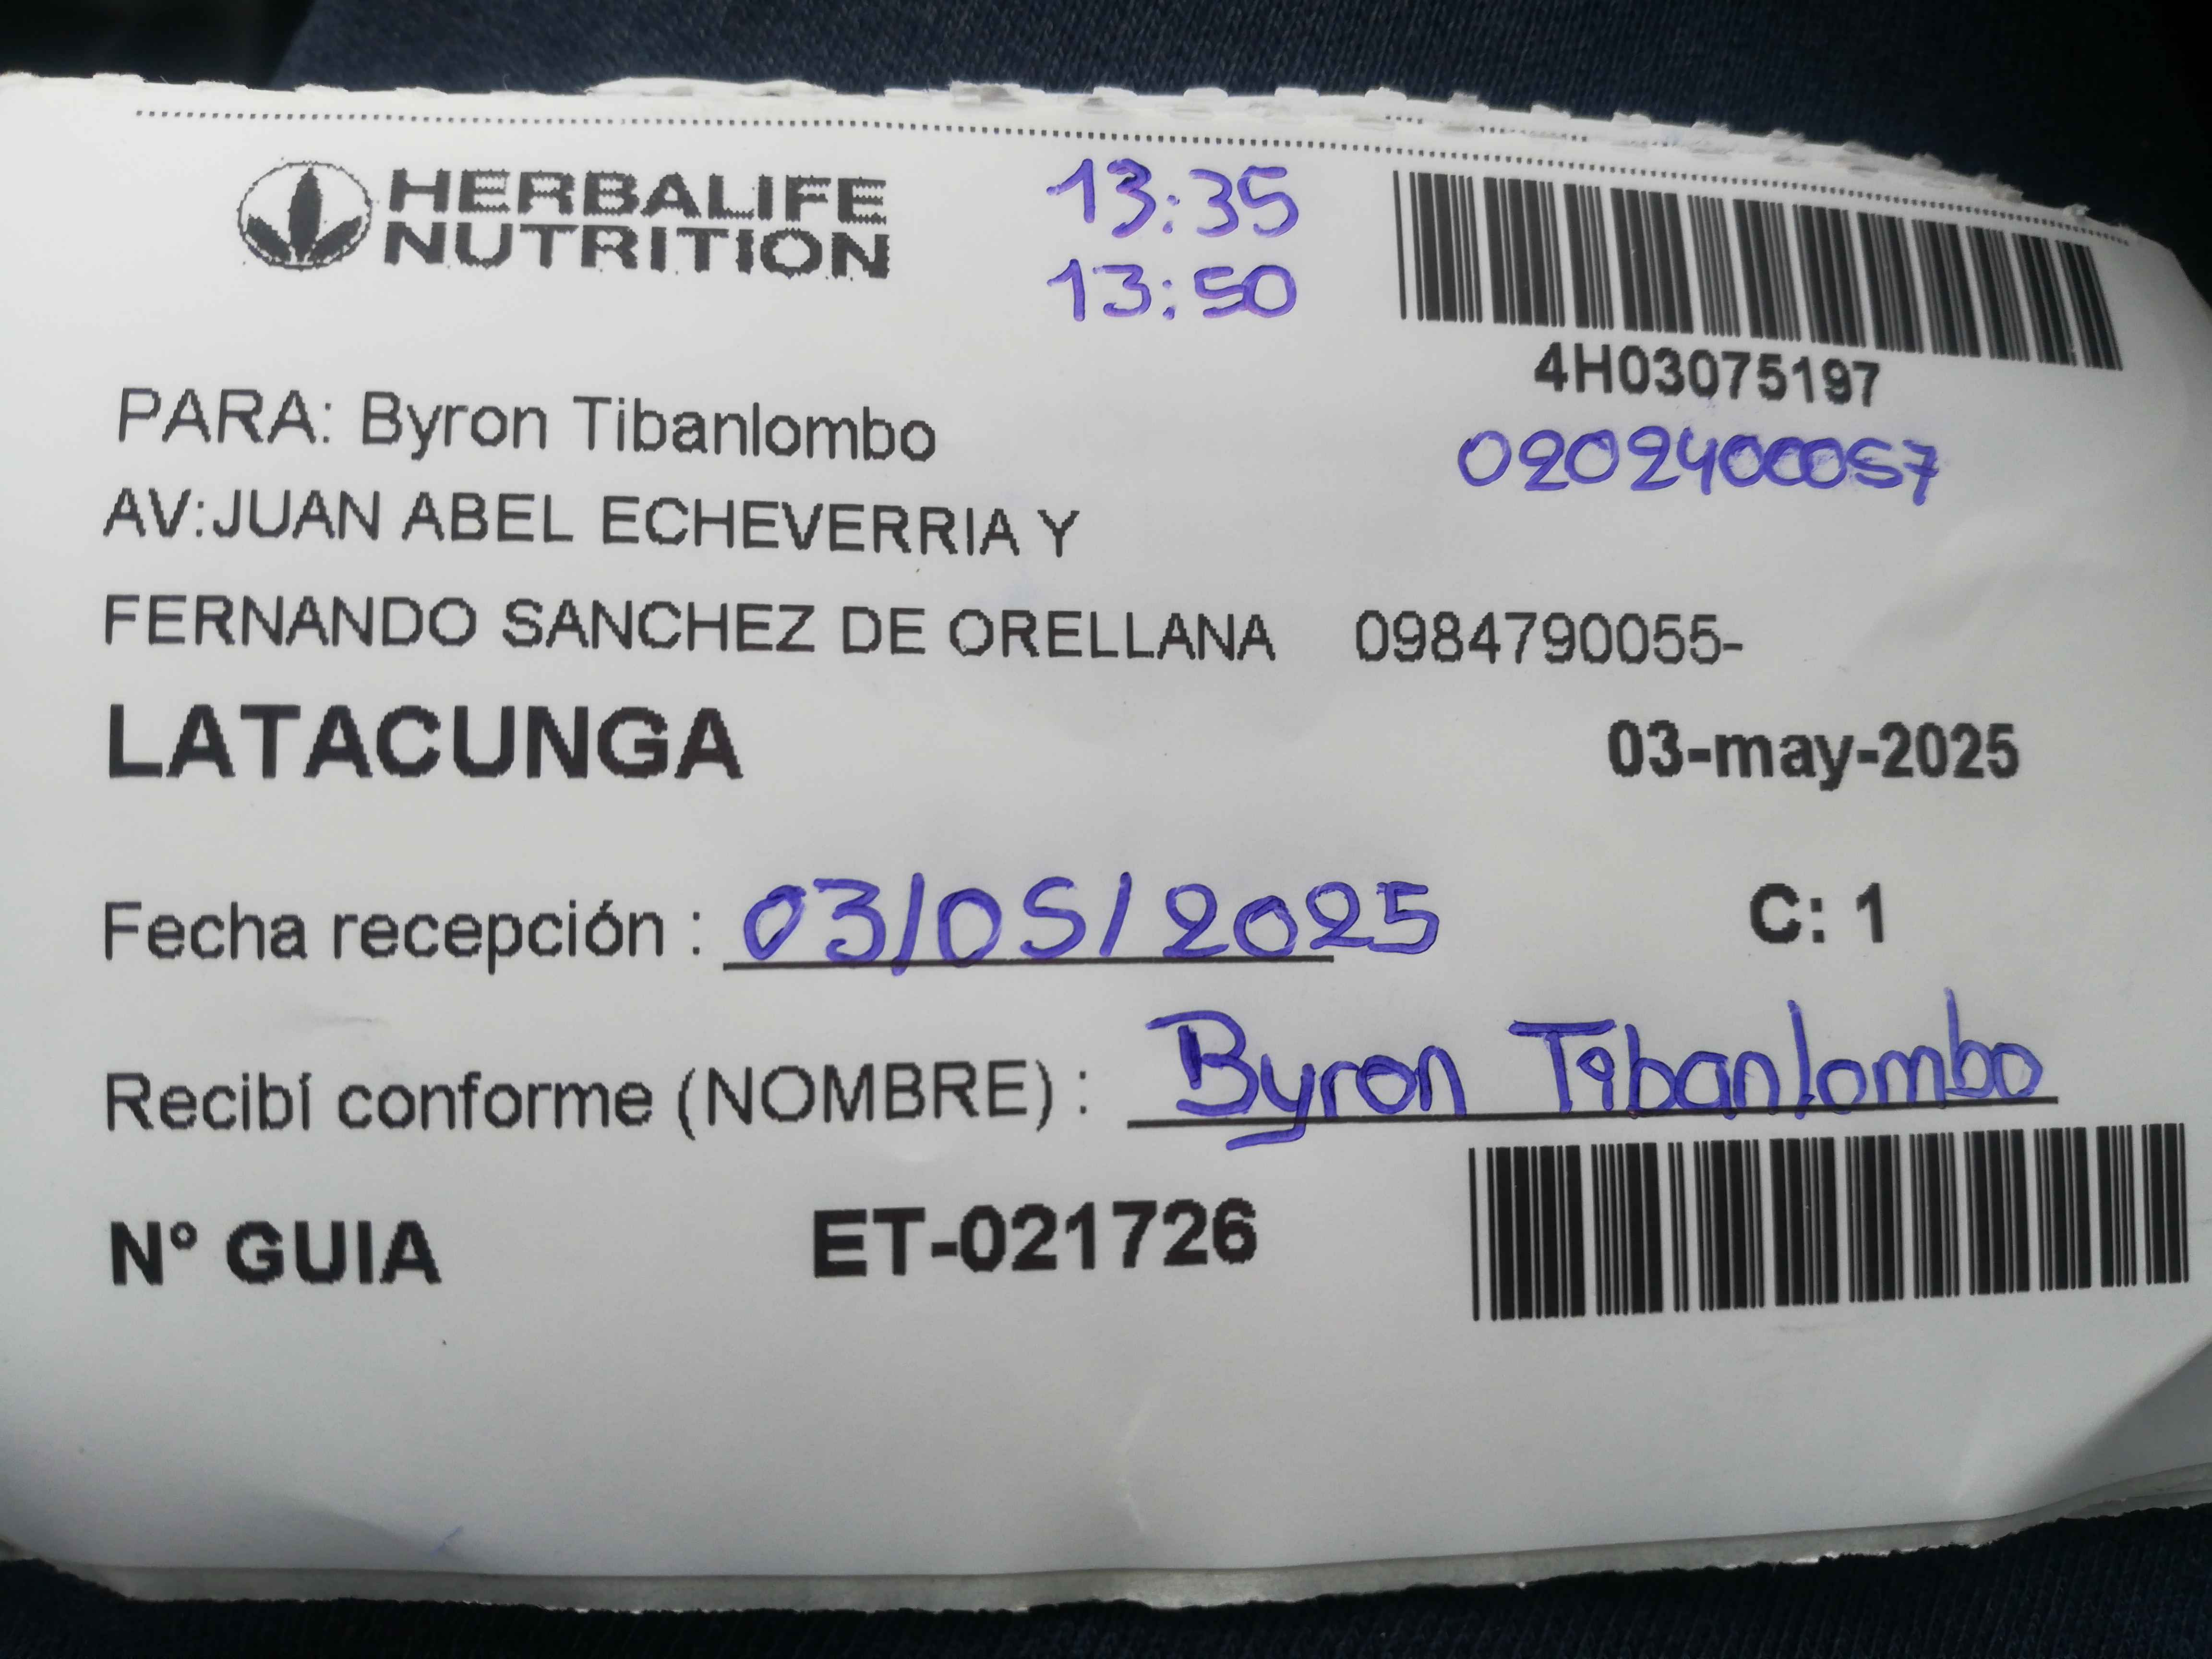 HERBALIFE
NUTRITION
13:35
13:50
4H03075197
0202400057
PARA: Byron Tibanlombo
AV:JUAN ABEL ECHEVERRIA Y
FERNANDO SANCHEZ DE ORELLANA 0984790055-
LATACUNGA 03-may-2025
Fecha recepción : 03/05/2025 C: 1
Recibí conforme (NOMBRE) : Byron Tibanlombo
N° GUIA ET-021726